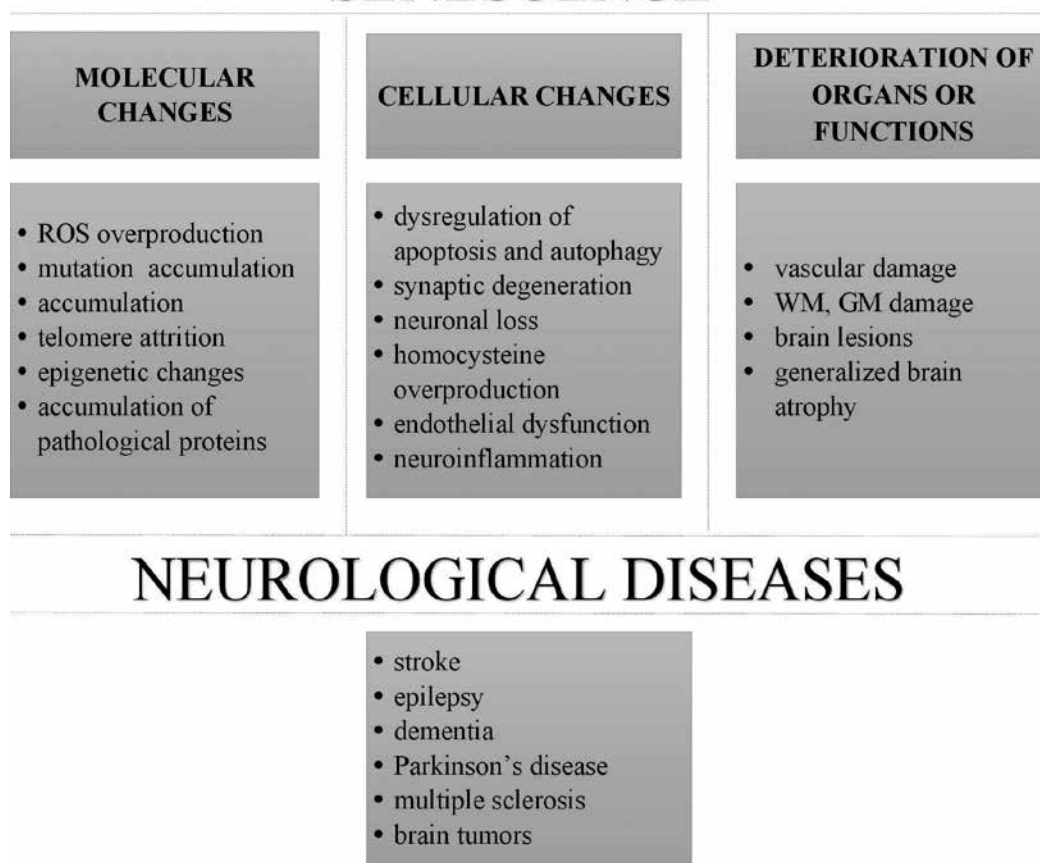 MOLECULAR
CHANGES
• ROS overproduction
• mutation accumulation
• accumulation
• telomere attrition
• epigenetic changes
• accumulation of
pathological proteins
CELLULAR CHANGES
• dysregulation of
apoptosis and autophagy
• synaptic degeneration
• neuronal loss
• homocysteine
overproduction
• endothelial dysfunction
• neuroinflammation
DETERIORATION OF
ORGANS OR
FUNCTIONS
• vascular damage
• WM, GM damage
• brain lesions
• generalized brain
atrophy
NEUROLOGICAL DISEASES
• stroke
• epilepsy
• dementia
• Parkinson’s disease
• multiple sclerosis
• brain tumors